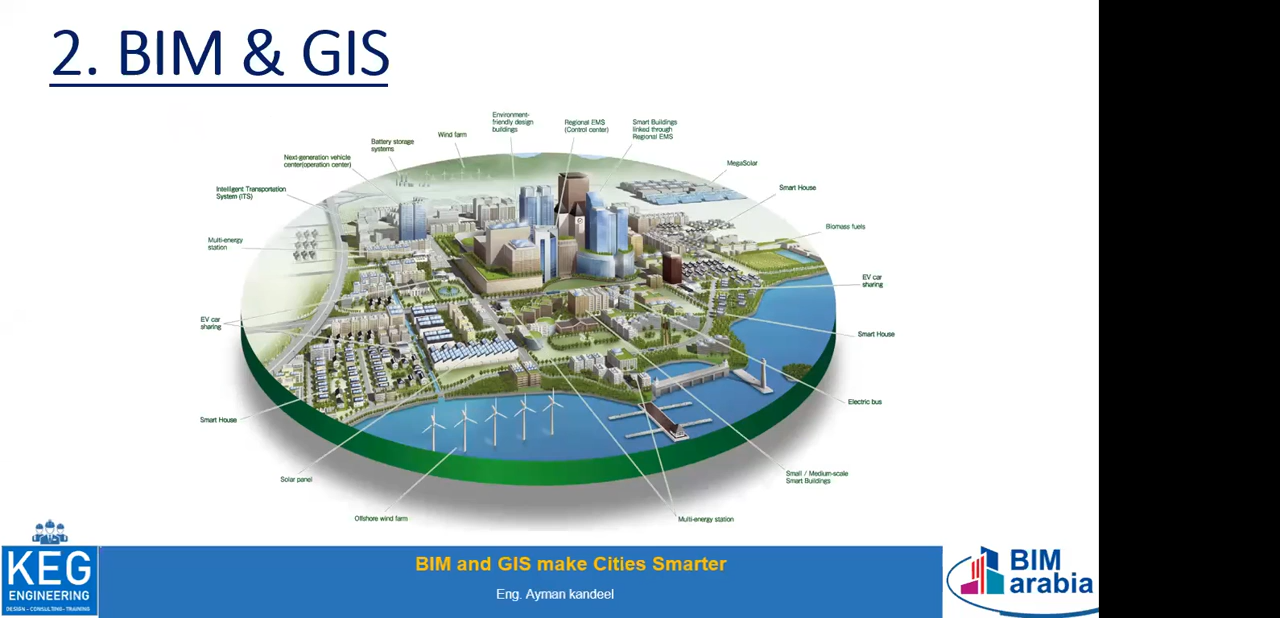 2. BIM & GIS
Environment-
friendly design
buildings
Regional EMS
(Control center)
Smart Buildings
linked through
Regional EMS
Wind farm
Battery storage
systems
Next-generation vehicle
center(operation center)
MegaSolar
Intelligent Transportation
System (ITS)
Smart House
Multi-energy
station
Biomass fuels
EV car
sharing
EV car
sharing
Smart House
Electric bus
Smart House
Solar panel
Small / Medium-scale
Smart Buildings
Offshore wind farm
Multi-energy station
KEG
ENGINEERING
DESIGN - CONSULTING - TRAINING
BIM and GIS make Cities Smarter
Eng. Ayman kandeel
BIM
arabia